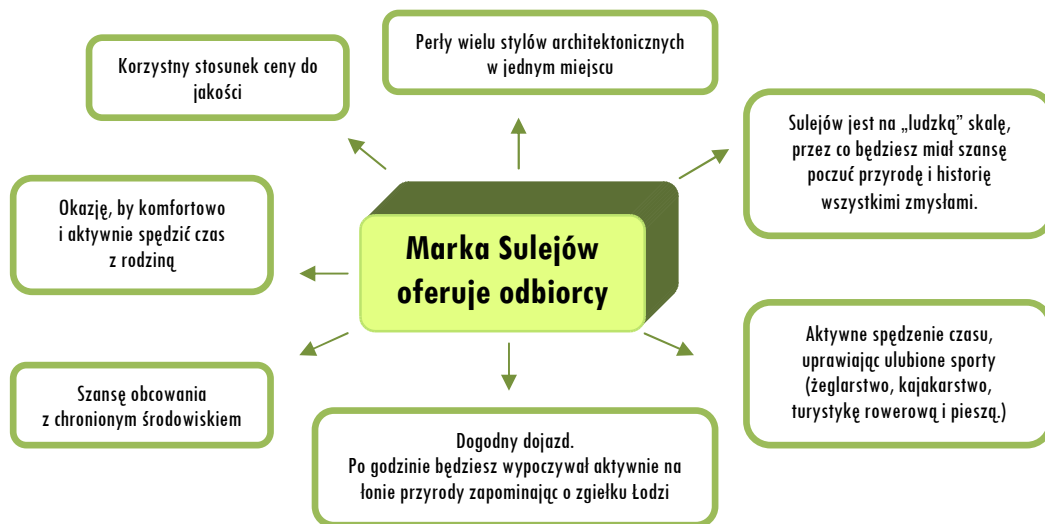 Perły wielu stylów architektonicznych
w jednym miejscu
Korzystny stosunek ceny do
jakości
Sulejów jest na „ludzką” skalę,
przez co będziesz miał szansę
poczuć przyrodę i historię
wszystkimi zmysłami.
Okazję, by komfortowo
i aktywnie spędzić czas
z rodziną
Marka Sulejów
oferuje odbiorcy
Aktywne spędzenie czasu,
uprawiając ulubione sporty
(żeglarstwo, kajakarstwo,
turystykę rowerową i pieszą.)
Szansę obcowania
z chronionym środowiskiem
Dogodny dojazd.
Po godzinie będziesz wypoczywał aktywnie na
łonie przyrody zapominając o zgiełku Łodzi